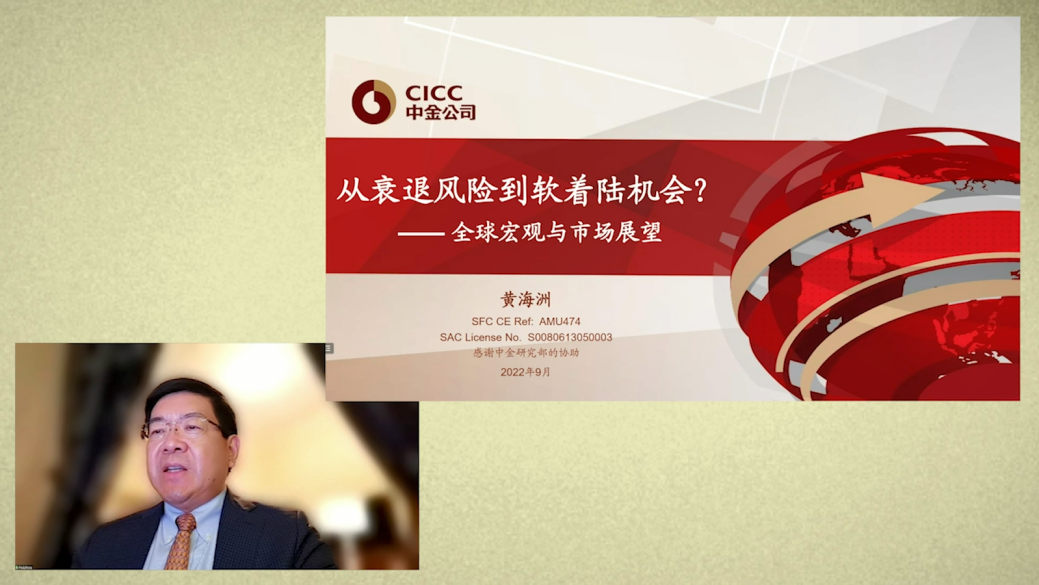 CICC
中金公司
从衰退风险到软着陆机会？
—— 全球宏观与市场展望
黄海洲
SFC CE Ref: AMU474
SAC License No. S0080613050003
感谢中金研究部的协助
2022年9月